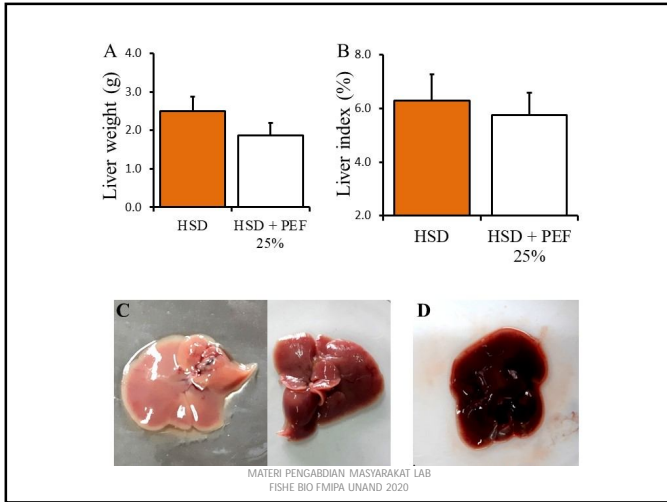 A
Liver weight (g)
4.0
3.0
2.0
1.0
0.0
HSD
HSD + PEF
25%
B
Liver index (%)
8.0
6.0
4.0
2.0
HSD
HSD + PEF
25%
C
D
MATERI PENGABDIAN MASYARAKAT LAB
FISHE BIO FMIPA UNAND 2020